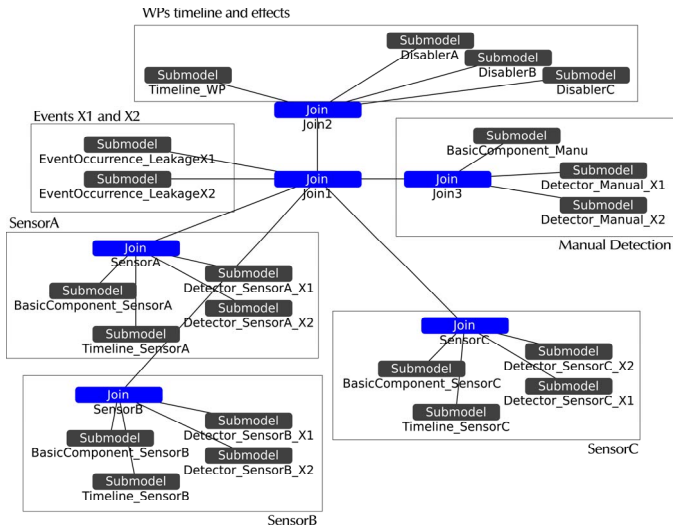 WPs timeline and effects
Submodel
DisablerA
Submodel
DisablerB
Submodel
Timeline_WP
Submodel
DisablerC
Join
Join2
Events X1 and X2
Submodel
EventOccurrence_LeakageX1
Submodel
EventOccurrence_LeakageX2
Join
Join1
Join
Join3
Submodel
BasicComponent_Manu
Submodel
Detector_Manual_X1
Submodel
Detector_Manual_X2
Manual Detection
SensorA
Join
SensorA
Submodel
Detector_SensorA_X1
Submodel
BasicComponent_SensorA
Submodel
Detector_SensorA_X2
Submodel
Timeline_SensorA
Join
SensorC
Submodel
Detector_SensorC_X2
Submodel
BasicComponent_SensorC
Submodel
Detector_SensorC_X1
Submodel
Timeline_SensorC
SensorC
Join
SensorB
Submodel
Detector_SensorB_X1
Submodel
BasicComponent_SensorB
Submodel
Detector_SensorB_X2
Submodel
Timeline_SensorB
SensorB